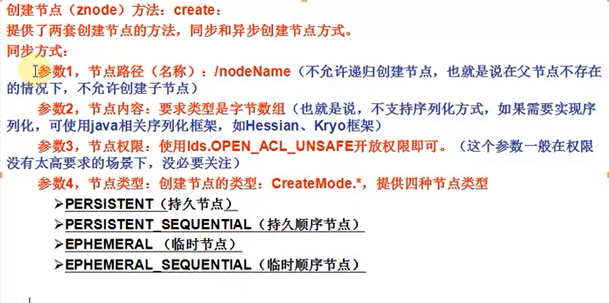 创建节点（znode）方法：create：
提供了两套创建节点的方法，同步和异步创建节点方式。
同步方式：
参数1，节点路径（名称）：/nodeName（不允许递归创建节点，也就是说在父节点不存在
的情况下，不允许创建子节点）
参数2，节点内容：要求类型是字节数组（也就是说，不支持序列化方式，如果需要实现序
列化，可使用java相关序列化框架，如Hessian、Kryo框架）
参数3，节点权限：使用Ids.OPEN_ACL_UNSAFE开放权限即可。（这个参数一般在权限
没有太高要求的场景下，没必要关注）
参数4，节点类型：创建节点的类型：CreateMode.*，提供四种节点类型
➢PERSISTENT（持久节点）
➢PERSISTENT_SEQUENTIAL（持久顺序节点）
➢EPHEMERAL（临时节点）
➢EPHEMERAL_SEQUENTIAL（临时顺序节点）